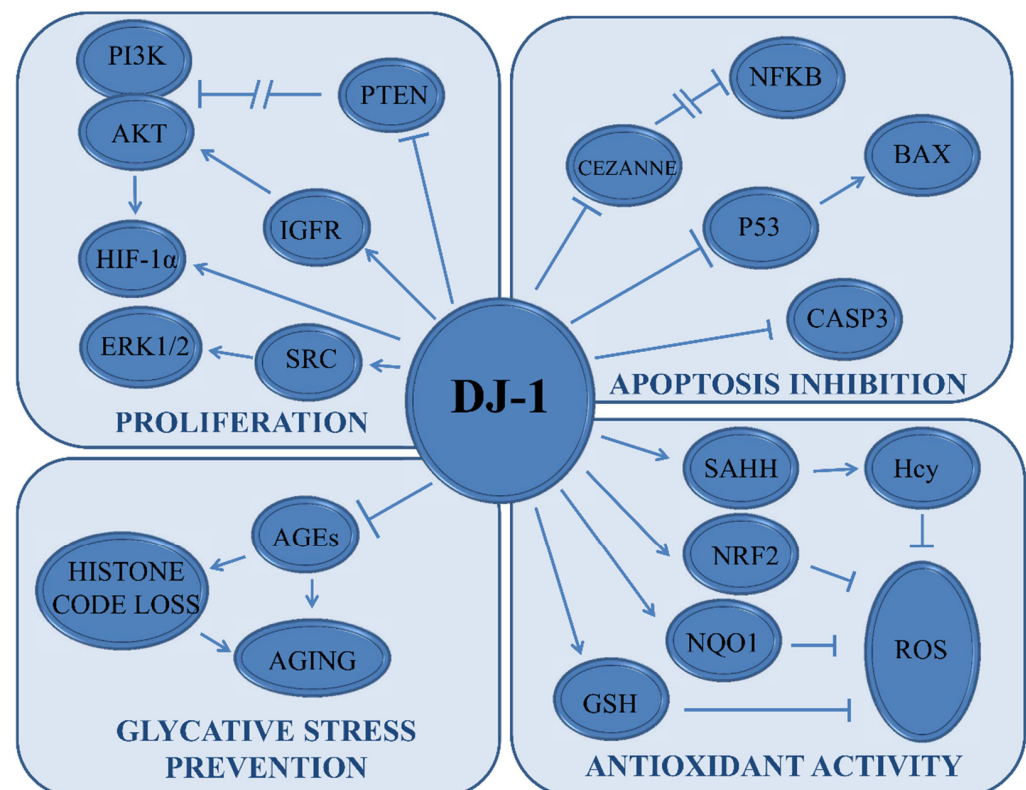 PI3K
AKT
PTEN
IGFR
HIF-1α
ERK1/2
SRC
PROLIFERATION
NFKB
CEZANNE
BAX
P53
CASP3
APOPTOSIS INHIBITION
DJ-1
AGEs
HISTONE
CODE LOSS
AGING
GLYCATIVE STRESS
PREVENTION
SAHH
Hcy
NRF2
NQO1
ROS
GSH
ANTIOXIDANT ACTIVITY